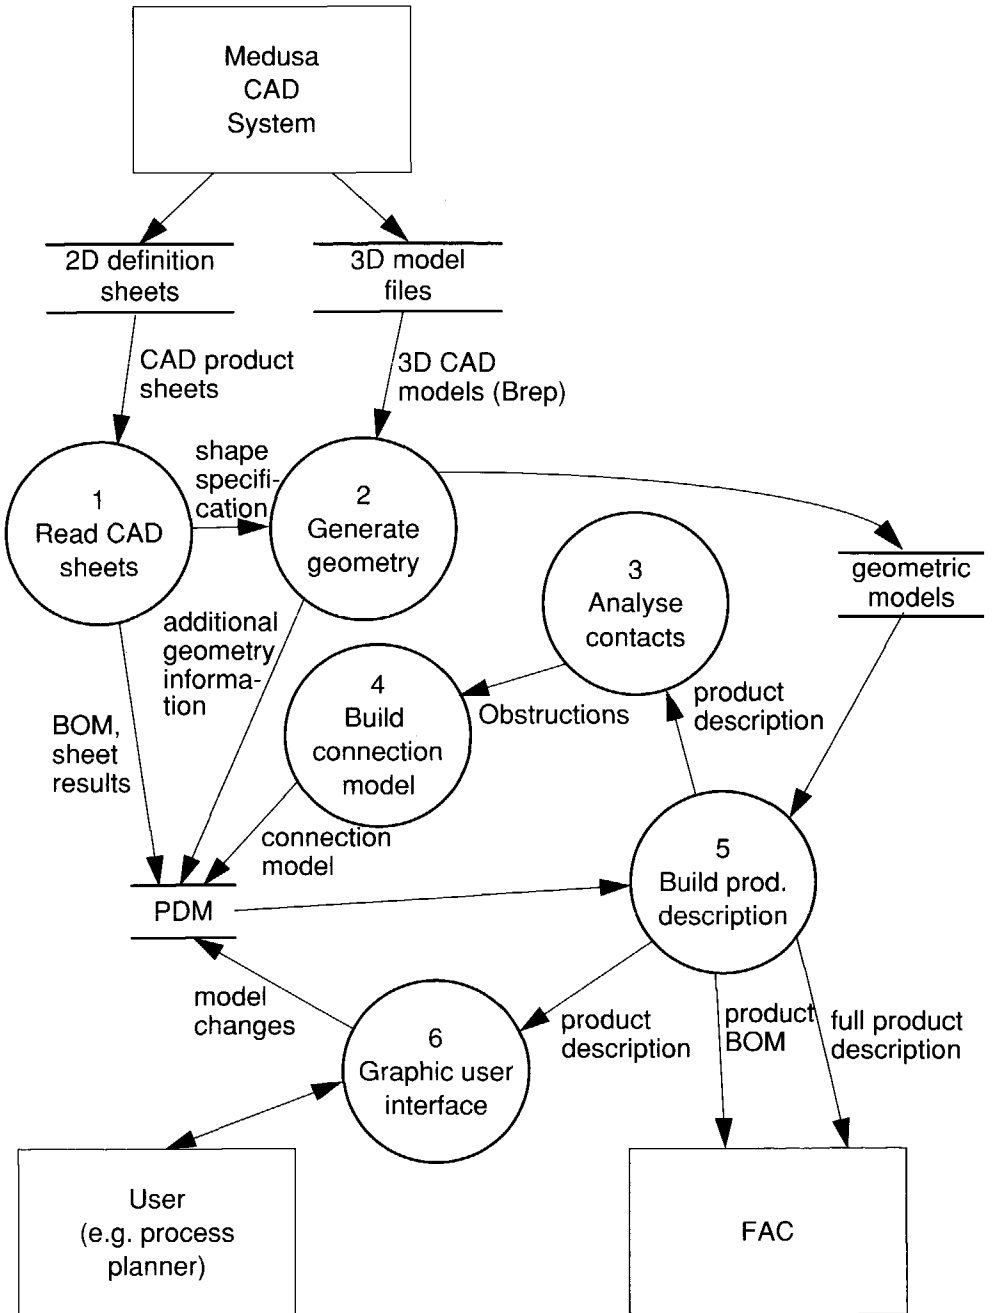 Medusa
CAD
System
2D definition
sheets
3D model
files
CAD product
sheets
3D CAD
models (Brep)
shape
specifi-
cation
1
Read CAD
sheets
2
Generate
geometry
3
Analyse
contacts
geometric
models
additional
geometry
informa-
tion
4
Build
connection
model
Obstructions
product
description
BOM,
sheet
results
connection
model
5
Build prod.
description
PDM
model
changes
6
Graphic user
interface
product
description
product
BOM
full product
description
User
(e.g. process
planner)
FAC